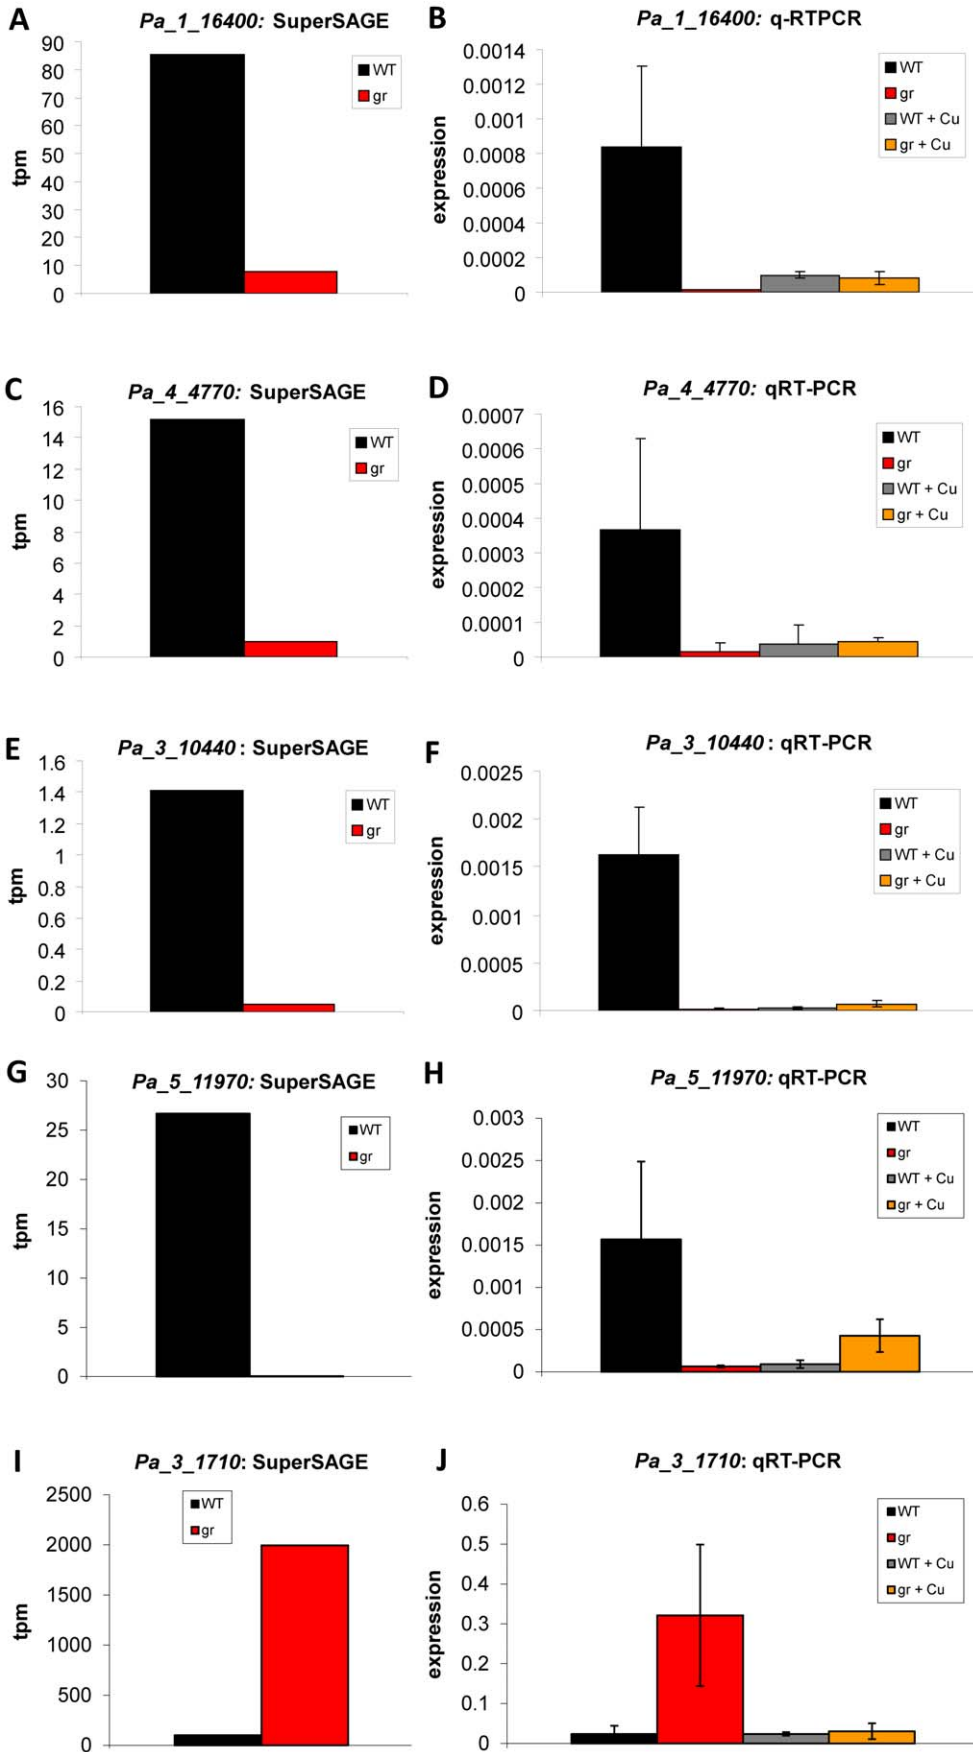 A
Pa_1_16400: SuperSAGE
90
80
70
60
50
40
30
20
10
0
tpm
WT
gr
B
Pa_1_16400: q-RTPCR
0.0014
0.0012
0.001
0.0008
0.0006
0.0004
0.0002
0
expression
WT
gr
WT + Cu
gr + Cu
C
Pa_4_4770: SuperSAGE
16
14
12
10
8
6
4
2
0
tpm
WT
gr
D
Pa_4_4770: qRT-PCR
0.0007
0.0006
0.0005
0.0004
0.0003
0.0002
0.0001
0
expression
WT
gr
WT + Cu
gr + Cu
E
Pa_3_10440 : SuperSAGE
1.6
1.4
1.2
1
0.8
0.6
0.4
0.2
0
tpm
WT
gr
F
Pa_3_10440 : qRT-PCR
0.0025
0.002
0.0015
0.001
0.0005
0
expression
WT
gr
WT + Cu
gr + Cu
G
Pa_5_11970: SuperSAGE
30
25
20
15
10
5
0
tpm
WT
gr
H
Pa_5_11970: qRT-PCR
0.003
0.0025
0.002
0.0015
0.001
0.0005
0
expression
WT
gr
WT + Cu
gr + Cu
I
Pa_3_1710: SuperSAGE
2500
2000
1500
1000
500
0
tpm
WT
gr
J
Pa_3_1710: qRT-PCR
0.6
0.5
0.4
0.3
0.2
0.1
0
expression
WT
gr
WT + Cu
gr + Cu